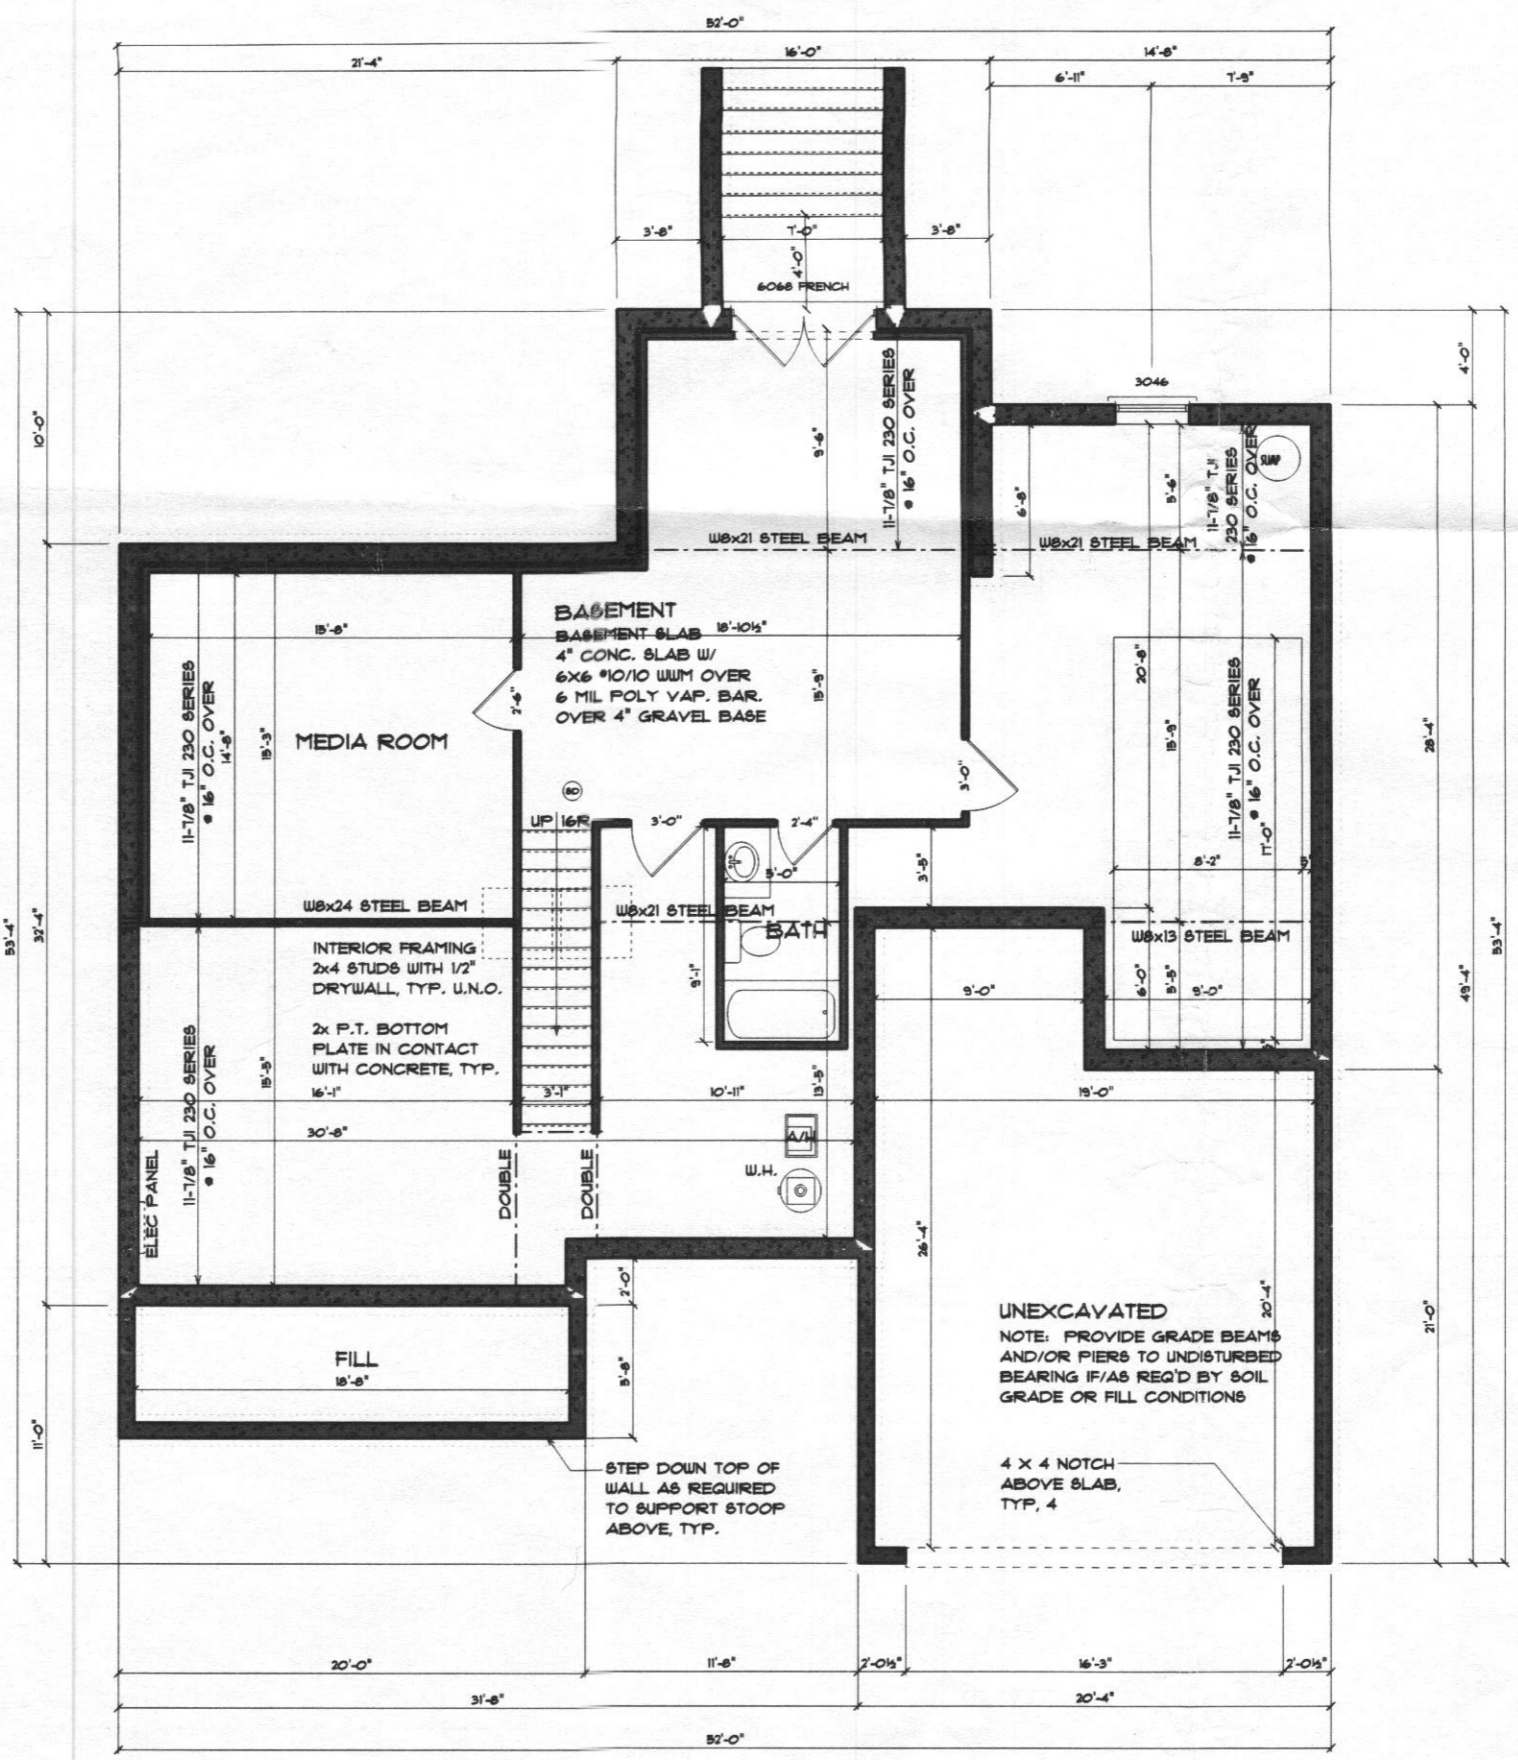 52'-0"
21'-4"
16'-0"
14'-8"
6'-11"
7'-9"
3'-8"
7'-0"
3'-8"
4'-0"
6068 FRENCH
3046
4'-0"
10'-0"
9'-6"
11-7/8" TJI 230 SERIES
@ 16" O.C. OVER
6'-8"
5'-6"
11-7/8" TJI
230 SERIES
@ 16" O.C. OVER
SUMP
W8x21 STEEL BEAM
W8x21 STEEL BEAM
BASEMENT
BASEMENT SLAB
4" CONC. SLAB W/
6X6 #10/10 WWM OVER
6 MIL POLY VAP. BAR.
OVER 4" GRAVEL BASE
18'-10½"
15'-8"
2'-6"
15'-9"
11-7/8" TJI 230 SERIES
@ 16" O.C. OVER
14'-8"
15'-3"
MEDIA ROOM
20'-8"
15'-9"
11-7/8" TJI 230 SERIES
@ 16" O.C. OVER
17'-0"
28'-4"
3'-0"
SD
UP 16R
3'-0"
2'-4"
5'-0"
3'-5"
8'-2"
W8x24 STEEL BEAM
W8x21 STEEL BEAM
BATH
W8x13 STEEL BEAM
53'-4"
32'-4"
49'-4"
53'-4"
INTERIOR FRAMING
2x4 STUDS WITH 1/2"
DRYWALL, TYP. U.N.O.
2x P.T. BOTTOM
PLATE IN CONTACT
WITH CONCRETE, TYP.
9'-1"
9'-0"
6'-0"
5'-5"
9'-0"
11-7/8" TJI 230 SERIES
@ 16" O.C. OVER
15'-5"
16'-1"
3'-1"
10'-11"
13'-5"
19'-0"
30'-8"
A/H
W.H.
ELEC PANEL
DOUBLE
DOUBLE
26'-4"
2'-0"
20'-4"
21'-0"
UNEXCAVATED
NOTE: PROVIDE GRADE BEAMS
AND/OR PIERS TO UNDISTURBED
BEARING IF/AS REQ'D BY SOIL
GRADE OR FILL CONDITIONS
FILL
18'-8"
5'-8"
11'-0"
STEP DOWN TOP OF
WALL AS REQUIRED
TO SUPPORT STOOP
ABOVE, TYP.
4 X 4 NOTCH
ABOVE SLAB,
TYP, 4
20'-0"
11'-8"
2'-0½"
16'-3"
2'-0½"
31'-8"
20'-4"
52'-0"